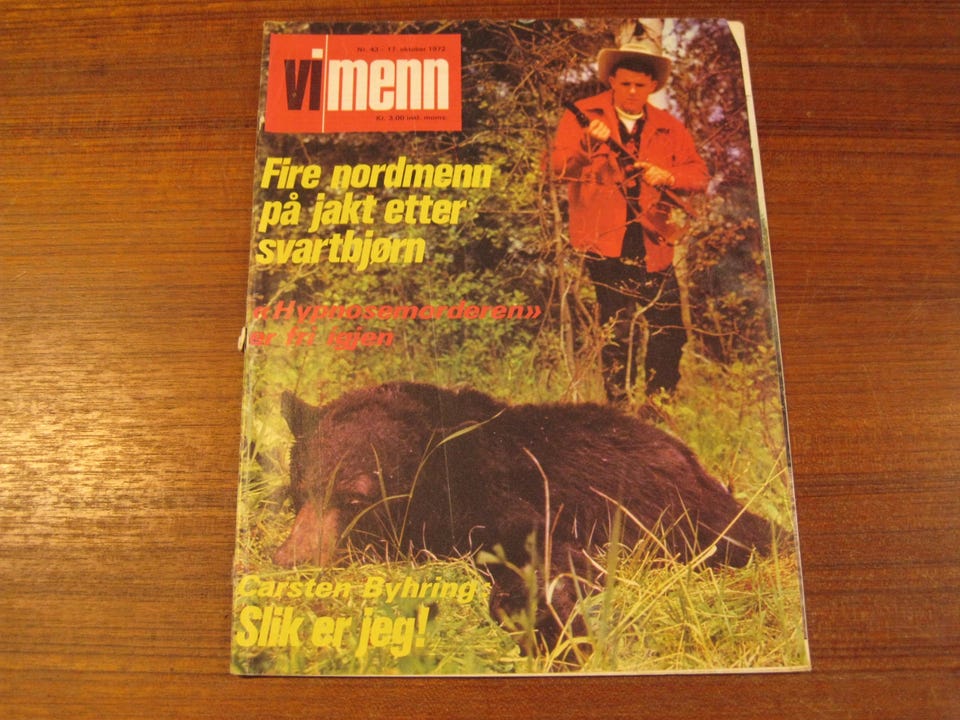 Nr. 43 - 17. oktober 1972
vi menn
Kr. 3.00 inkl. moms.
Fire nordmenn
på jakt etter
svartbjørn
«Hypnosemorderen»
er fri igjen
Carsten Byhring
Slik er jeg!